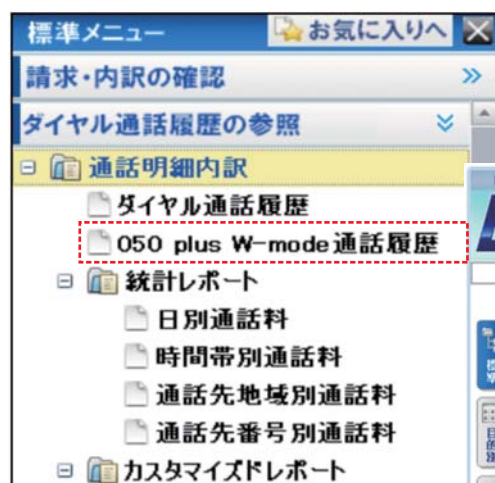 標準メニュー
お気に入りへ
請求・内訳の確認
ダイヤル通話履歴の参照
通話明細内訳
ダイヤル通話履歴
050 plus W-mode通話履歴
統計レポート
日別通話料
時間帯別通話料
通話先地域別通話料
通話先番号別通話料
カスタマイズドレポート
目的別